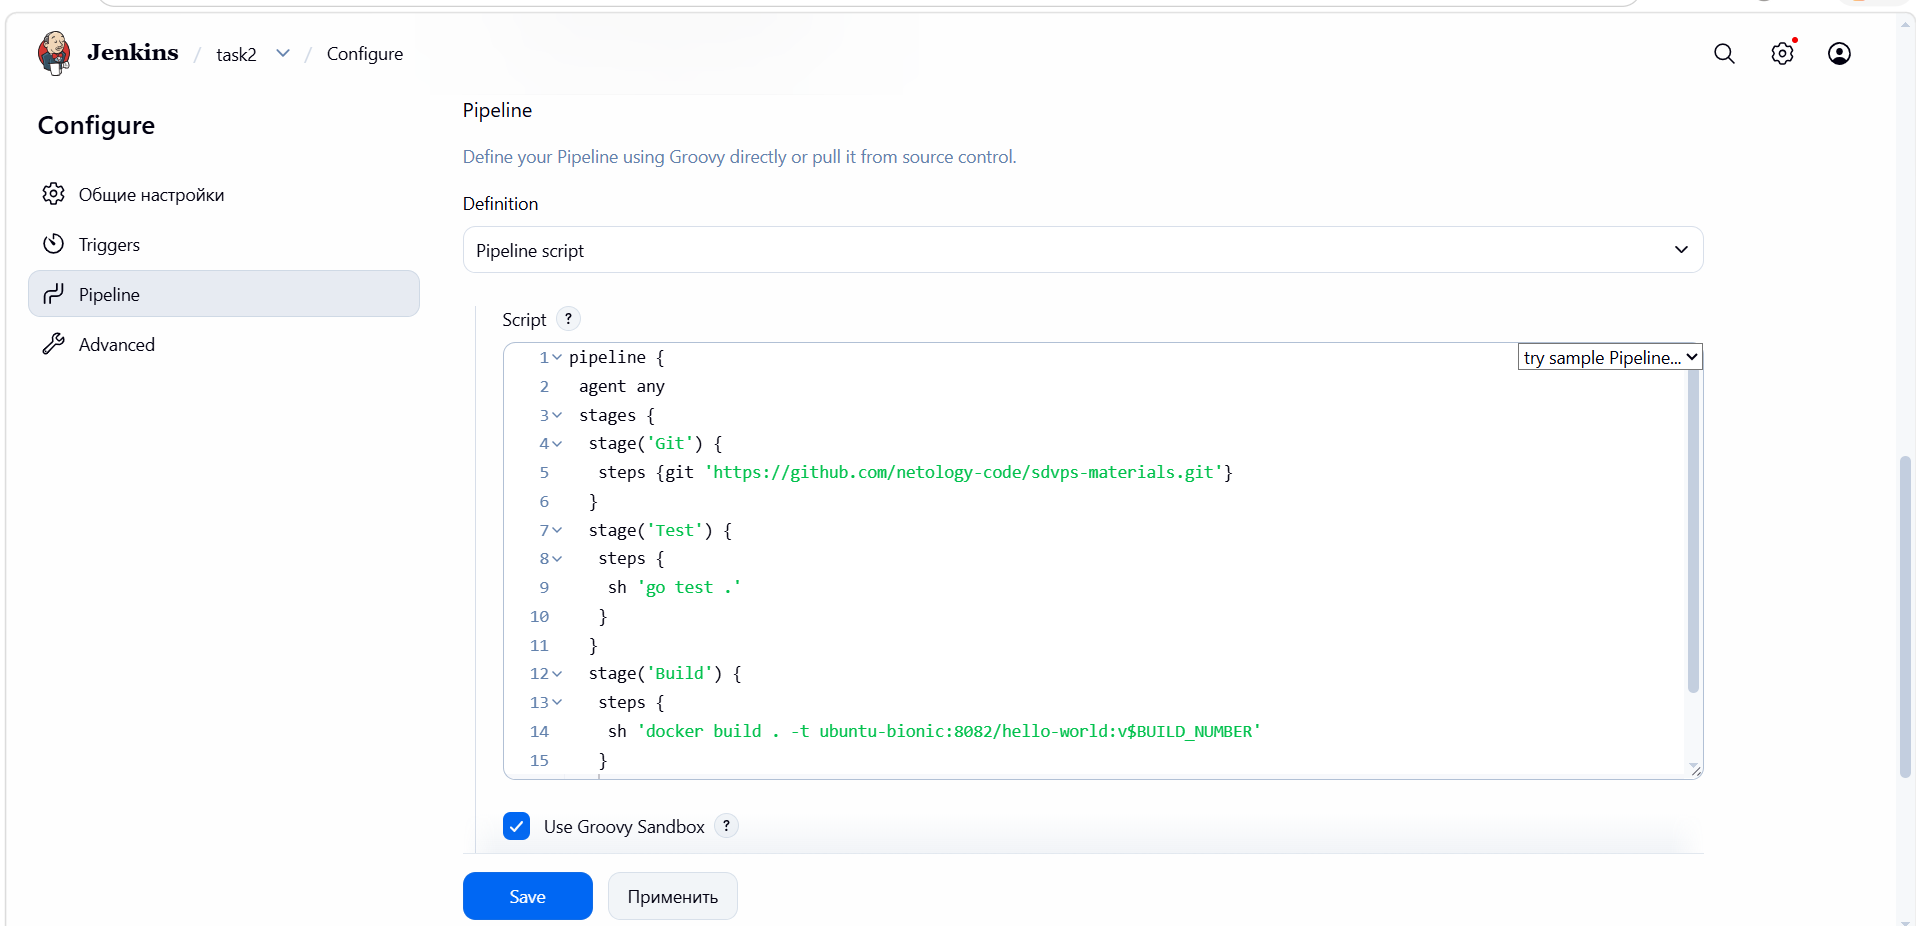 Jenkins / task2 / Configure
Configure
Общие настройки
Triggers
Pipeline
Advanced
Pipeline
Define your Pipeline using Groovy directly or pull it from source control.
Definition
Pipeline script
Script ?
try sample Pipeline...
1 pipeline {
2 agent any
3 stages {
4 stage('Git') {
5 steps {git 'https://github.com/netology-code/sdvps-materials.git'}
6 }
7 stage('Test') {
8 steps {
9 sh 'go test .'
10 }
11 }
12 stage('Build') {
13 steps {
14 sh 'docker build . -t ubuntu-bionic:8082/hello-world:v$BUILD_NUMBER'
15 }
Use Groovy Sandbox ?
Save
Применить